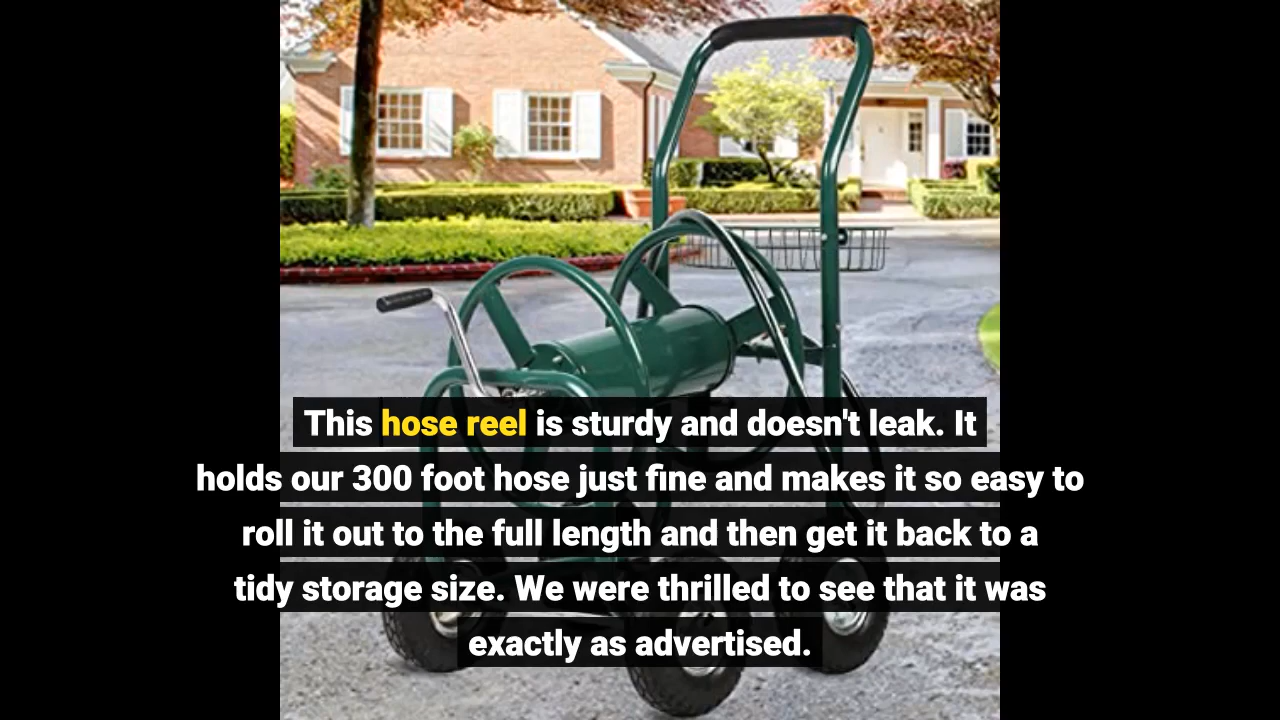 This hose reel is sturdy and doesn't leak. It
holds our 300 foot hose just fine and makes it so easy to
roll it out to the full length and then get it back to a
tidy storage size. We were thrilled to see that it was
exactly as advertised.